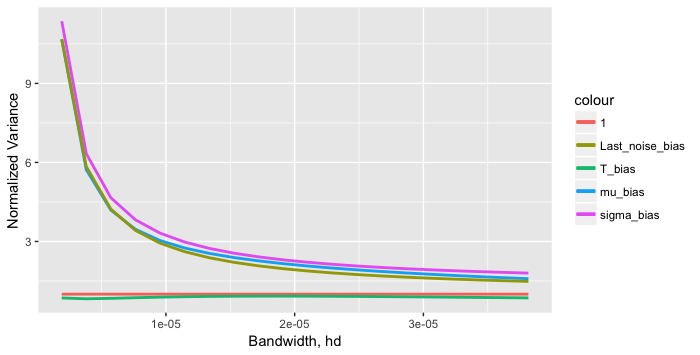 Normalized Variance
9
6
3
1e-05
2e-05
3e-05
Bandwidth, hd
colour
1
Last_noise_bias
T_bias
mu_bias
sigma_bias